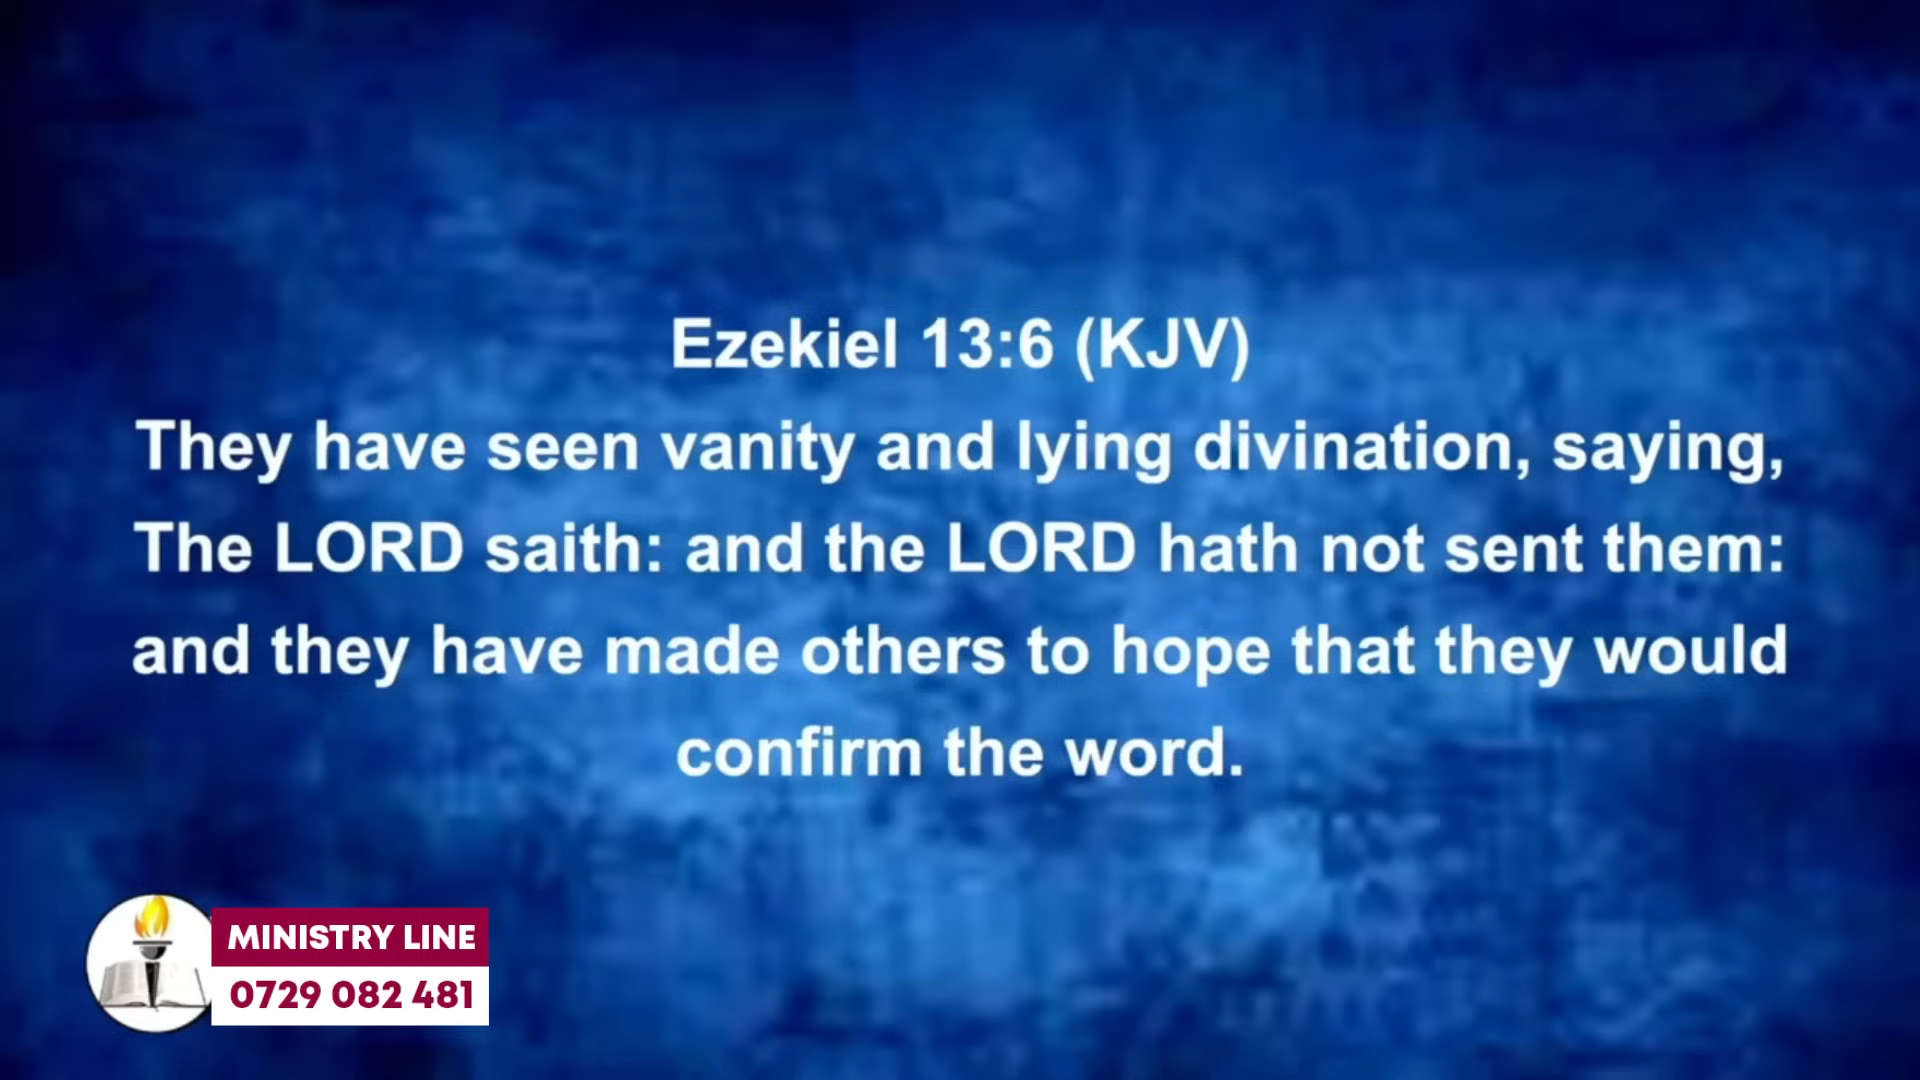 Ezekiel 13:6 (KJV)
They have seen vanity and lying divination, saying,
The LORD saith: and the LORD hath not sent them:
and they have made others to hope that they would
confirm the word.
MINISTRY LINE
0729 082 481